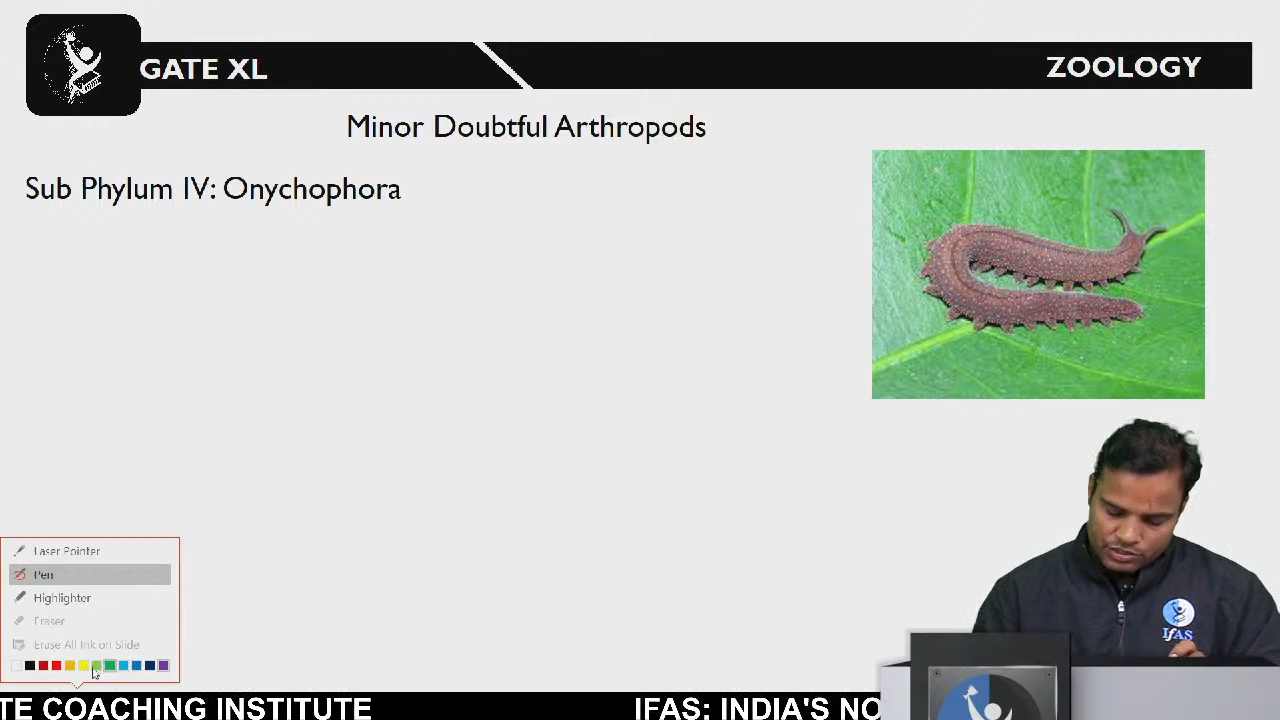 GATE XL
ZOOLOGY
Minor Doubtful Arthropods
Sub Phylum IV: Onychophora
Laser Pointer
Pen
Highlighter
Eraser
Erase All Ink on Slide
IFAS
TE COACHING INSTITUTE
IFAS: INDIA'S NO